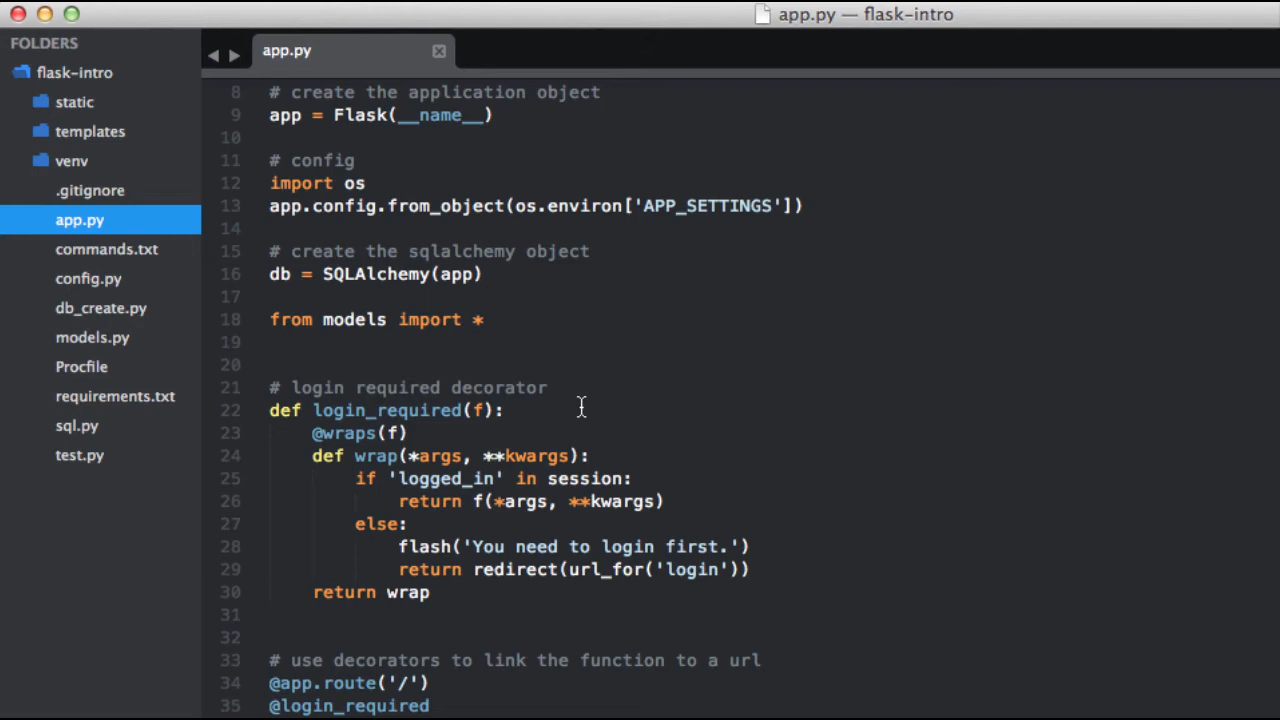 app.py — flask-intro
FOLDERS
flask-intro
static
templates
venv
.gitignore
app.py
commands.txt
config.py
db_create.py
models.py
Procfile
requirements.txt
sql.py
test.py
app.py
8 # create the application object
9 app = Flask(__name__)
10
11 # config
12 import os
13 app.config.from_object(os.environ['APP_SETTINGS'])
14
15 # create the sqlalchemy object
16 db = SQLAlchemy(app)
17
18 from models import *
19
20
21 # login required decorator
22 def login_required(f):
23     @wraps(f)
24     def wrap(*args, **kwargs):
25         if 'logged_in' in session:
26             return f(*args, **kwargs)
27         else:
28             flash('You need to login first.')
29             return redirect(url_for('login'))
30     return wrap
31
32
33 # use decorators to link the function to a url
34 @app.route('/')
35 @login_required